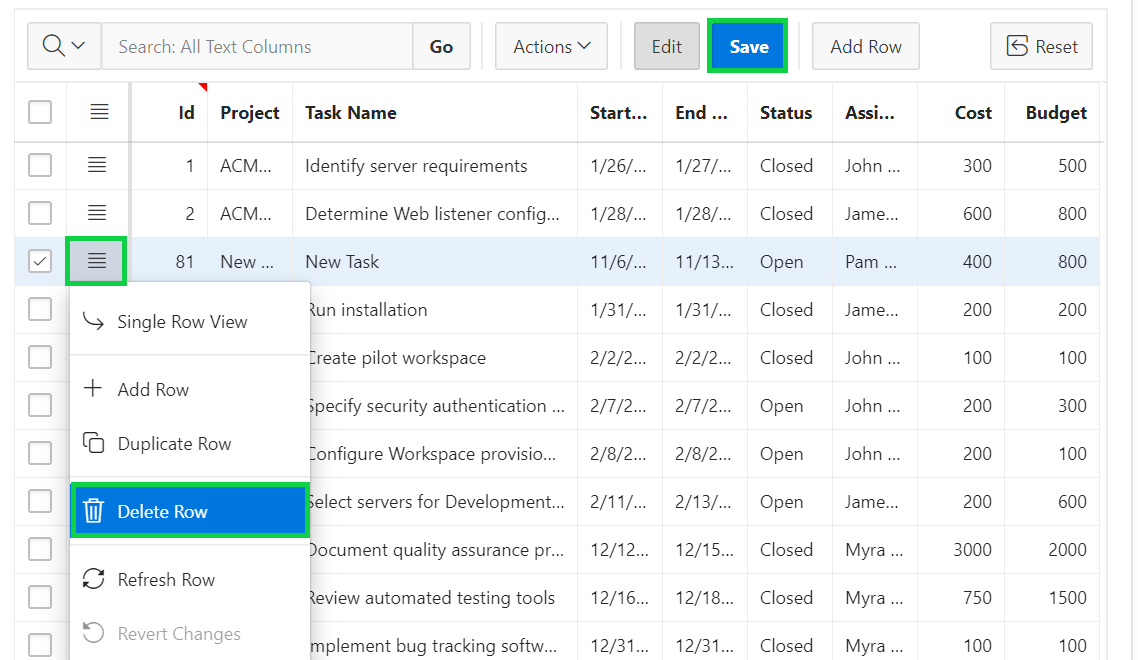 Search: All Text Columns Go Actions Edit Save Add Row Reset
Id Project Task Name Start... End ... Status Assi... Cost Budget
1 ACM... Identify server requirements 1/26/... 1/27/... Closed John ... 300 500
2 ACM... Determine Web listener config... 1/28/... 1/28/... Closed Jame... 600 800
81 New ... New Task 11/6/... 11/13... Open Pam ... 400 800
Run installation 1/31/... 1/31/... Closed Jame... 200 200
Single Row View
Create pilot workspace 2/2/2... 2/2/2... Closed John ... 100 100
Add Row
Specify security authentication ... 2/7/2... 2/7/2... Open John ... 200 300
Duplicate Row
Configure Workspace provisio... 2/8/2... 2/8/2... Open John ... 200 100
Select servers for Development... 2/11/... 2/13/... Open Jame... 200 600
Delete Row
Document quality assurance pr... 12/12... 12/15... Closed Myra ... 3000 2000
Refresh Row
Review automated testing tools 12/16... 12/18... Closed Myra ... 750 1500
Revert Changes
Implement bug tracking softw... 12/31... 12/31... Closed Myra ... 100 100